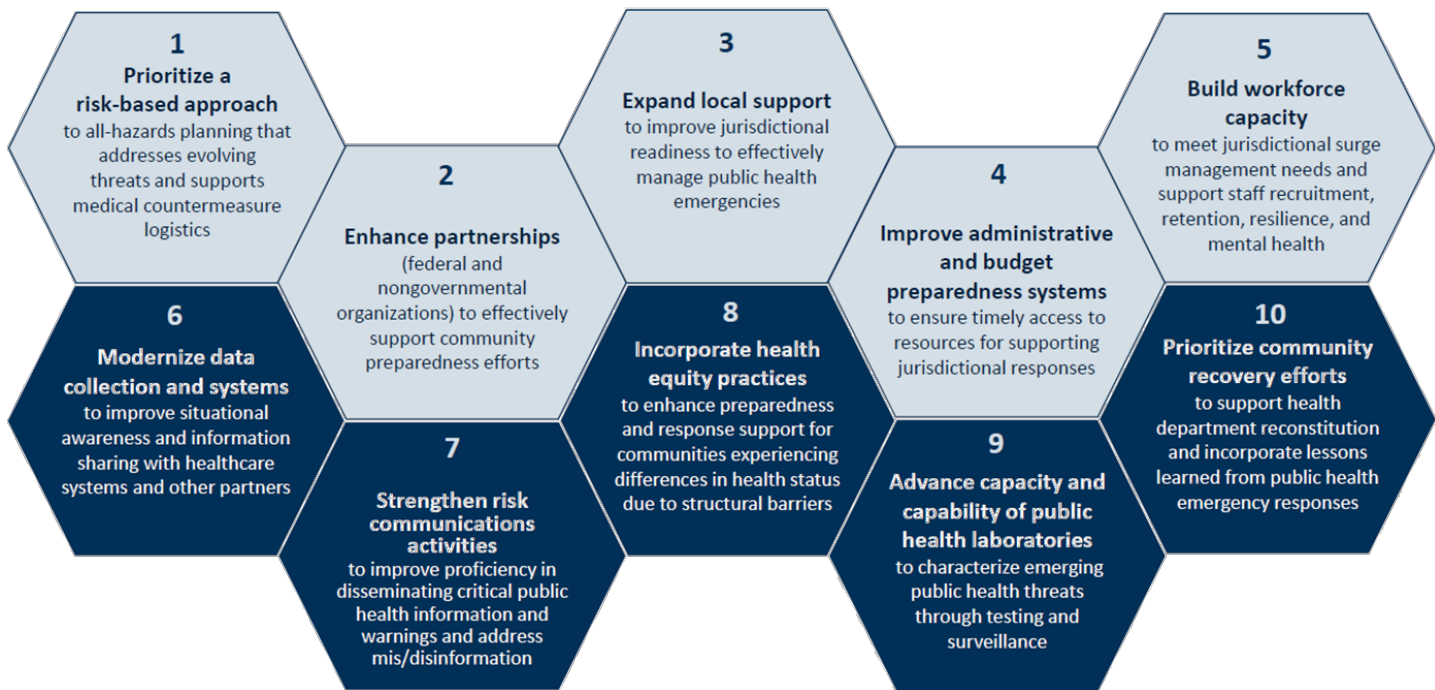 1
Prioritize a
risk-based approach
to all-hazards planning that
addresses evolving
threats and supports
medical countermeasure
logistics
2
Enhance partnerships
(federal and
nongovernmental
organizations) to effectively
support community
preparedness efforts
3
Expand local support
to improve jurisdictional
readiness to effectively
manage public health
emergencies
4
Improve administrative
and budget
preparedness systems
to ensure timely access to
resources for supporting
jurisdictional responses
5
Build workforce
capacity
to meet jurisdictional surge
management needs and
support staff recruitment,
retention, resilience, and
mental health
6
Modernize data
collection and systems
to improve situational
awareness and information
sharing with healthcare
systems and other partners
7
Strengthen risk
communications
activities
to improve proficiency in
disseminating critical public
health information and
warnings and address
mis/disinformation
8
Incorporate health
equity practices
to enhance preparedness
and response support for
communities experiencing
differences in health status
due to structural barriers
9
Advance capacity and
capability of public
health laboratories
to characterize emerging
public health threats
through testing and
surveillance
10
Prioritize community
recovery efforts
to support health
department reconstitution
and incorporate lessons
learned from public health
emergency responses